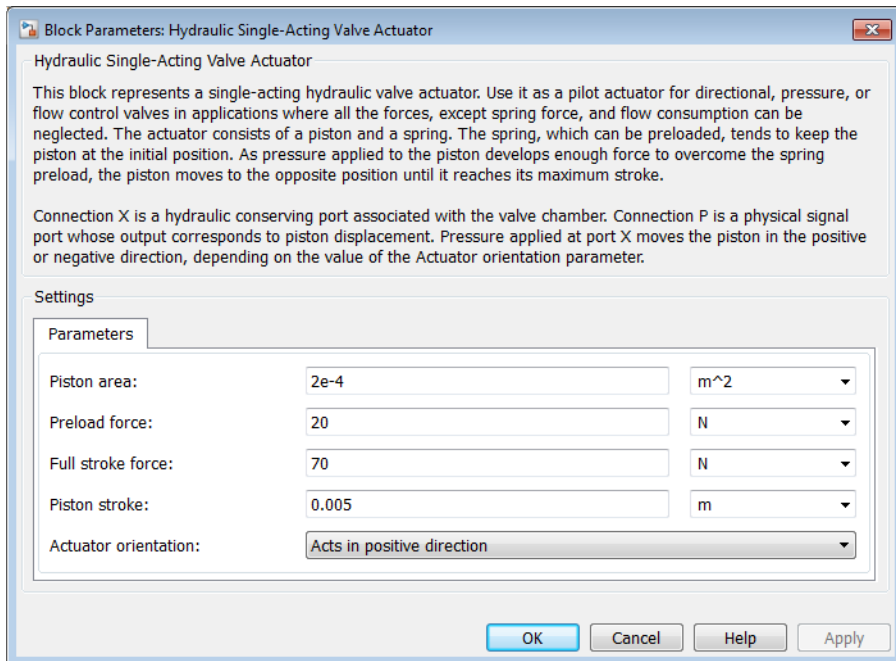 Block Parameters: Hydraulic Single-Acting Valve Actuator
Hydraulic Single-Acting Valve Actuator
This block represents a single-acting hydraulic valve actuator. Use it as a pilot actuator for directional, pressure, or
flow control valves in applications where all the forces, except spring force, and flow consumption can be
neglected. The actuator consists of a piston and a spring. The spring, which can be preloaded, tends to keep the
piston at the initial position. As pressure applied to the piston develops enough force to overcome the spring
preload, the piston moves to the opposite position until it reaches its maximum stroke.
Connection X is a hydraulic conserving port associated with the valve chamber. Connection P is a physical signal
port whose output corresponds to piston displacement. Pressure applied at port X moves the piston in the positive
or negative direction, depending on the value of the Actuator orientation parameter.
Settings
Parameters
Piston area: 2e-4 m^2
Preload force: 20 N
Full stroke force: 70 N
Piston stroke: 0.005 m
Actuator orientation: Acts in positive direction
OK Cancel Help Apply